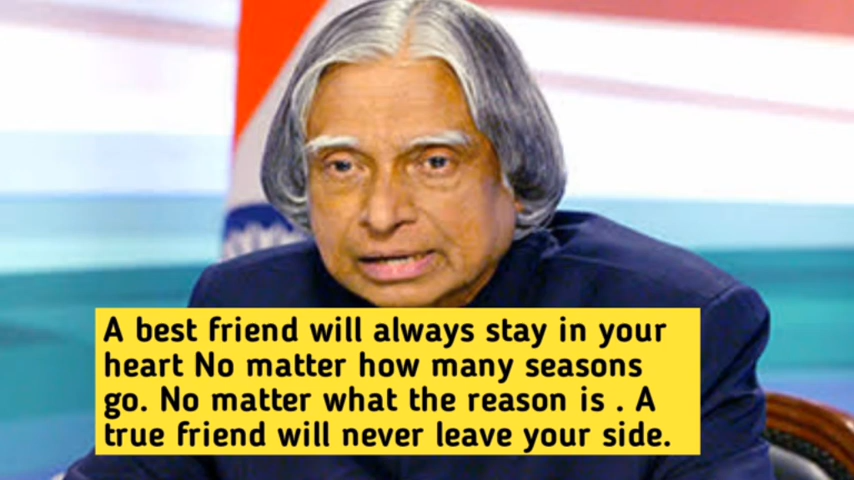 A best friend will always stay in your
heart No matter how many seasons
go. No matter what the reason is . A
true friend will never leave your side.